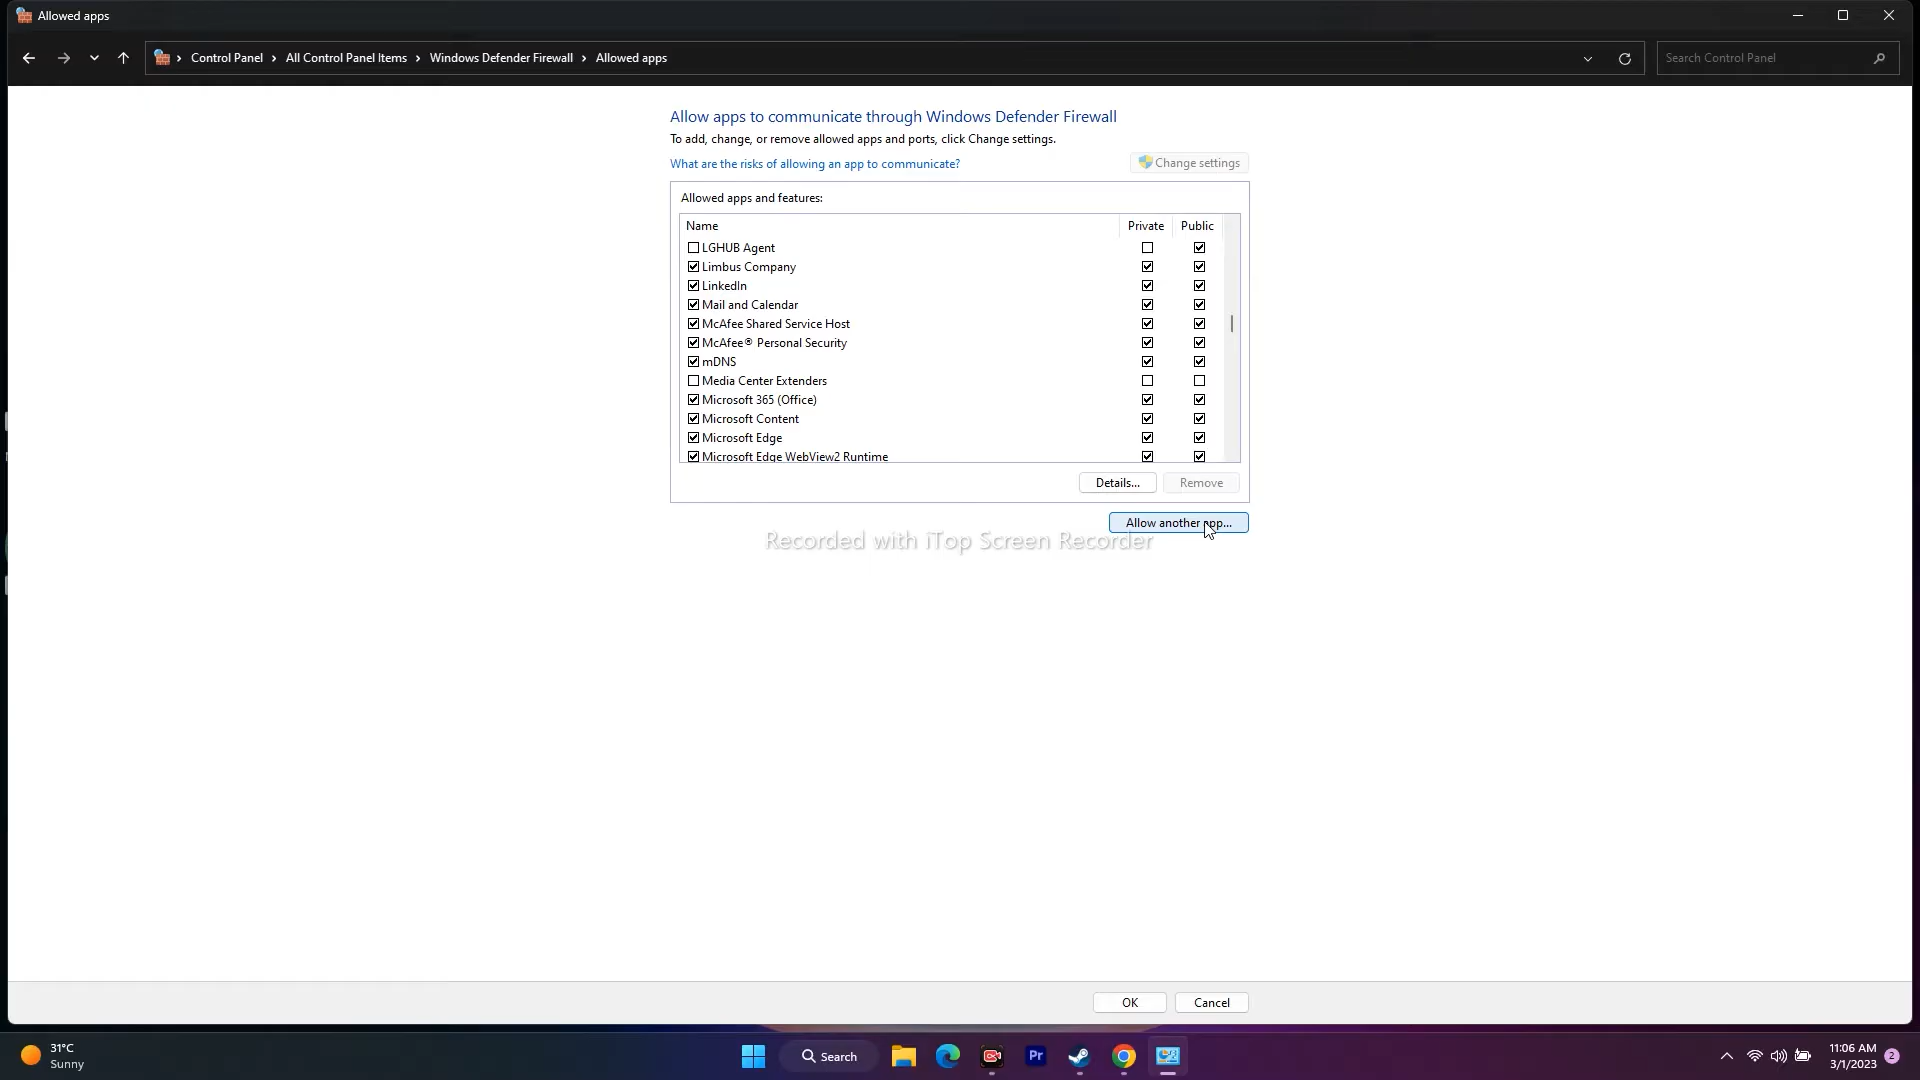 Allowed apps
Control Panel
All Control Panel Items
Windows Defender Firewall
Allowed apps
Search Control Panel
Allow apps to communicate through Windows Defender Firewall
To add, change, or remove allowed apps and ports, click Change settings.
What are the risks of allowing an app to communicate?
Change settings
Allowed apps and features:
Name Private Public
LGHUB Agent
Limbus Company
LinkedIn
Mail and Calendar
McAfee Shared Service Host
McAfee® Personal Security
mDNS
Media Center Extenders
Microsoft 365 (Office)
Microsoft Content
Microsoft Edge
Microsoft Edge WebView2 Runtime
Details...
Remove
Allow another app...
Recorded with iTop Screen Recorder
OK
Cancel
31°C
Sunny
Search
Pr
11:06 AM
3/1/2023
2